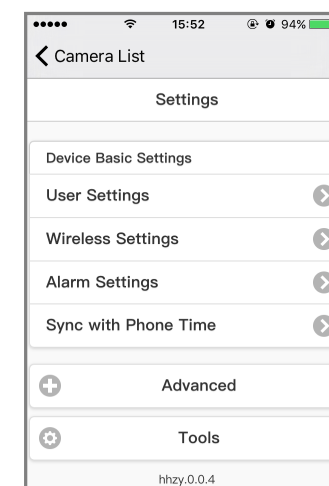 15:52 94%
Camera List
Settings
Device Basic Settings
User Settings
Wireless Settings
Alarm Settings
Sync with Phone Time
Advanced
Tools
hhzy.0.0.4